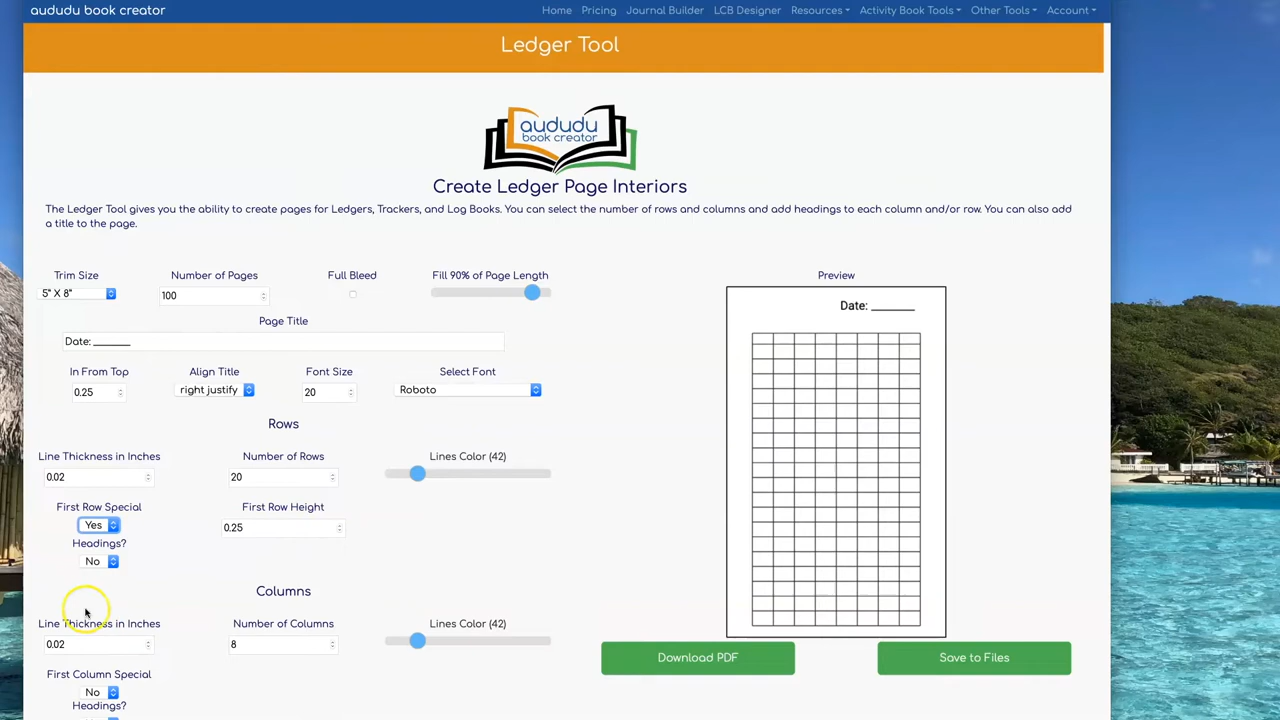 aududu book creator
Home Pricing Journal Builder LCB Designer Resources Activity Book Tools Other Tools Account
Ledger Tool
aududu
book creator
Create Ledger Page Interiors
The Ledger Tool gives you the ability to create pages for Ledgers, Trackers, and Log Books. You can select the number of rows and columns and add headings to each column and/or row. You can also add
a title to the page.
Trim Size Number of Pages Full Bleed Fill 90% of Page Length
5" X 8" 100
Page Title
Date: _______
In From Top Align Title Font Size Select Font
0.25 right justify 20 Roboto
Rows
Line Thickness in Inches Number of Rows Lines Color (42)
0.02 20
First Row Special First Row Height
Yes 0.25
Headings?
No
Columns
Line Thickness in Inches Number of Columns Lines Color (42)
0.02 8
First Column Special
No
Headings?
Preview
Date: _______
Download PDF Save to Files